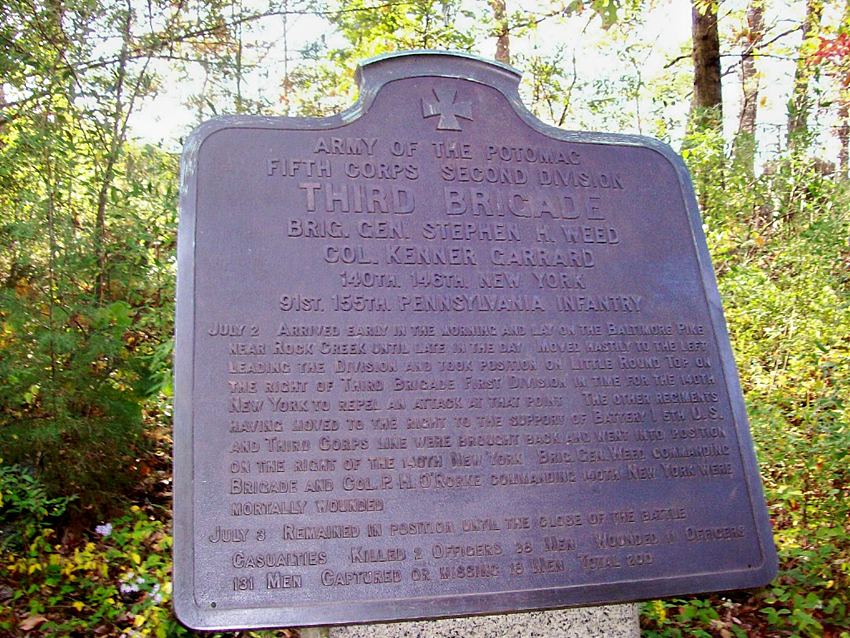 ARMY OF THE POTOMAC
FIFTH CORPS SECOND DIVISION
THIRD BRIGADE
BRIG. GEN. STEPHEN H. WEED
COL. KENNER GARRARD
140TH. 146TH. NEW YORK
91ST. 155TH. PENNSYLVANIA INFANTRY
JULY 2 ARRIVED EARLY IN THE MORNING AND LAY ON THE BALTIMORE PIKE
NEAR ROCK CREEK UNTIL LATE IN THE DAY MOVED HASTILY TO THE LEFT
LEADING THE DIVISION AND TOOK POSITION ON LITTLE ROUND TOP ON
THE RIGHT OF THIRD BRIGADE FIRST DIVISION IN TIME FOR THE 140TH
NEW YORK TO REPEL AN ATTACK AT THAT POINT THE OTHER REGIMENTS
HAVING MOVED TO THE RIGHT TO THE SUPPORT OF BATTERY I 5TH U.S.
AND THIRD CORPS LINE WERE BROUGHT BACK AND WENT INTO POSITION
ON THE RIGHT OF THE 140TH NEW YORK BRIG. GEN. WEED COMMANDING
BRIGADE AND COL. P. H. O'RORKE COMMANDING 140TH NEW YORK WERE
MORTALLY WOUNDED
JULY 3 REMAINED IN POSITION UNTIL THE CLOSE OF THE BATTLE
CASUALTIES KILLED 2 OFFICERS 38 MEN WOUNDED 11 OFFICERS
131 MEN CAPTURED OR MISSING 18 MEN TOTAL 200